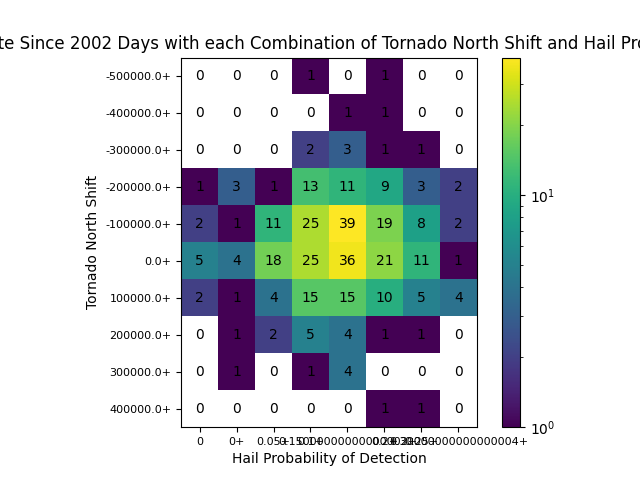 te Since 2002 Days with each Combination of Tornado North Shift and Hail Pro
-500000.0+ 0 0 0 1 0 1 0 0
-400000.0+ 0 0 0 0 1 1 0 0
-300000.0+ 0 0 0 2 3 1 1 0
-200000.0+ 1 3 1 13 11 9 3 2
-100000.0+ 2 1 11 25 39 19 8 2
0.0+ 5 4 18 25 36 21 11 1
100000.0+ 2 1 4 15 15 10 5 4
200000.0+ 0 1 2 5 4 1 1 0
300000.0+ 0 1 0 1 4 0 0 0
400000.0+ 0 0 0 0 0 1 1 0
0 0+ 0.05+
Hail Probability of Detection
Tornado North Shift
10¹
10⁰